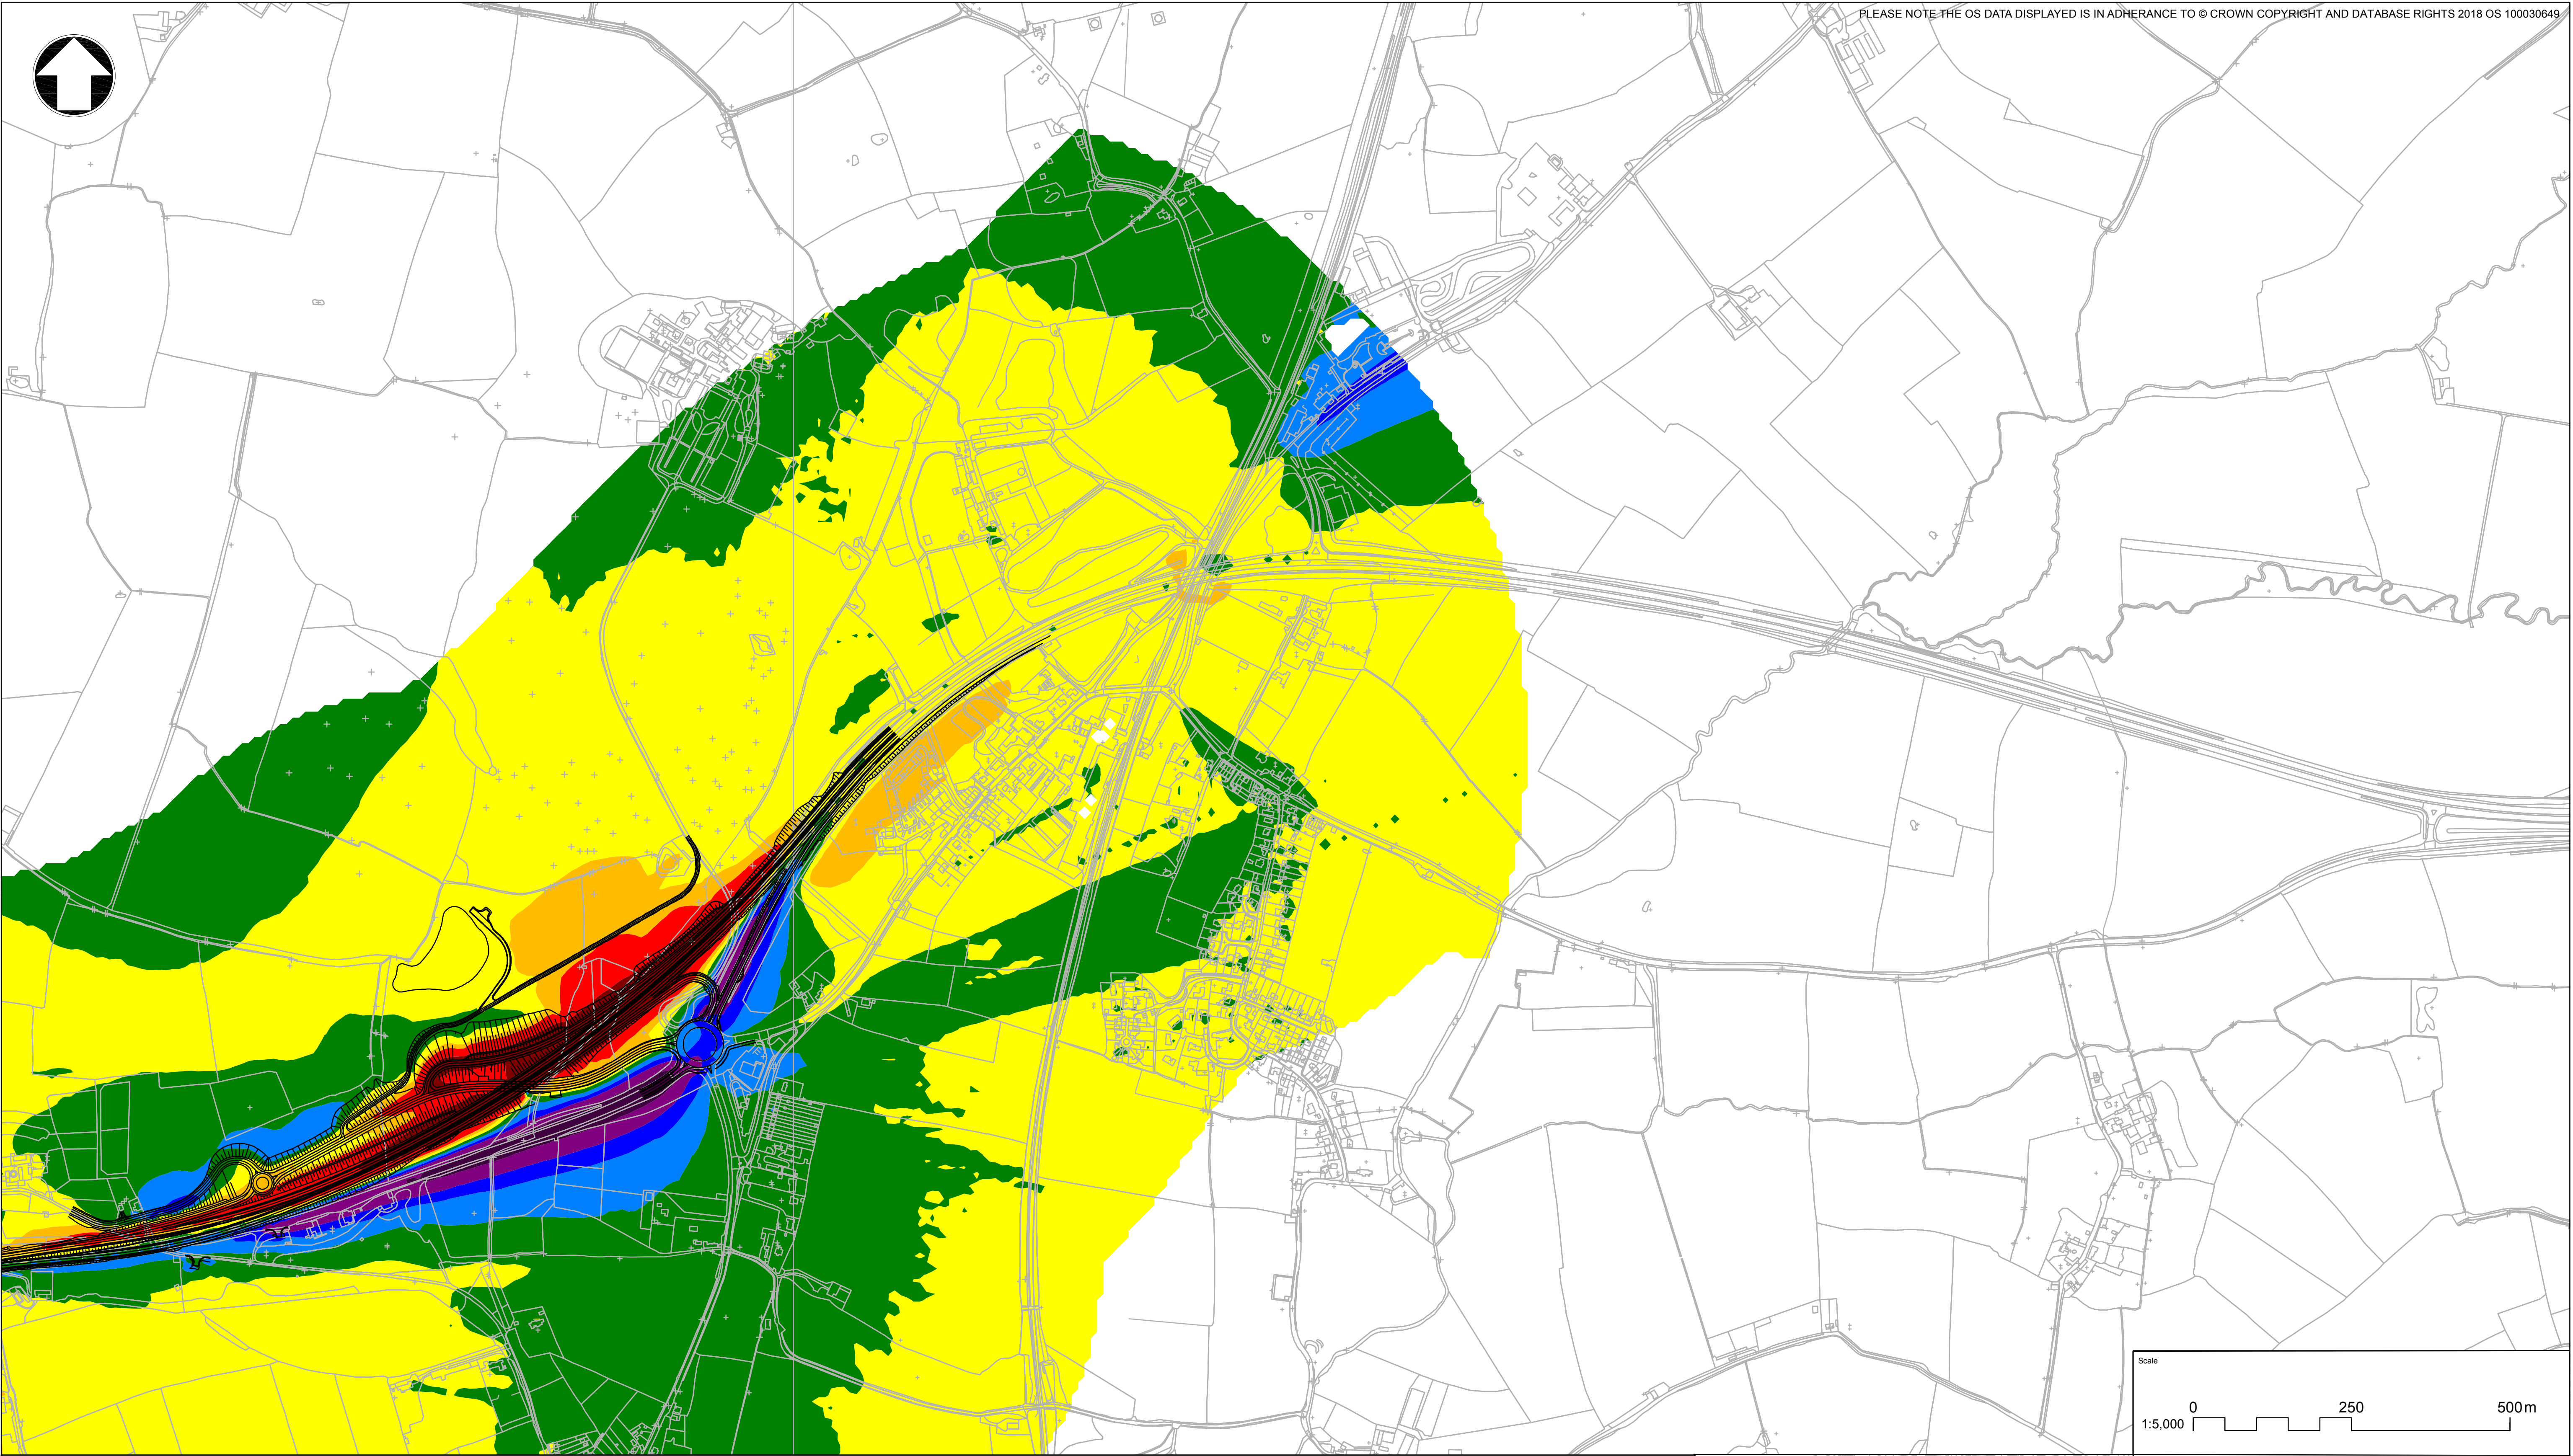 PLEASE NOTE THE OS DATA DISPLAYED IS IN ADHERANCE TO © CROWN COPYRIGHT AND DATABASE RIGHTS 2018 OS 100030649
Scale
0 250 500 m
1:5,000